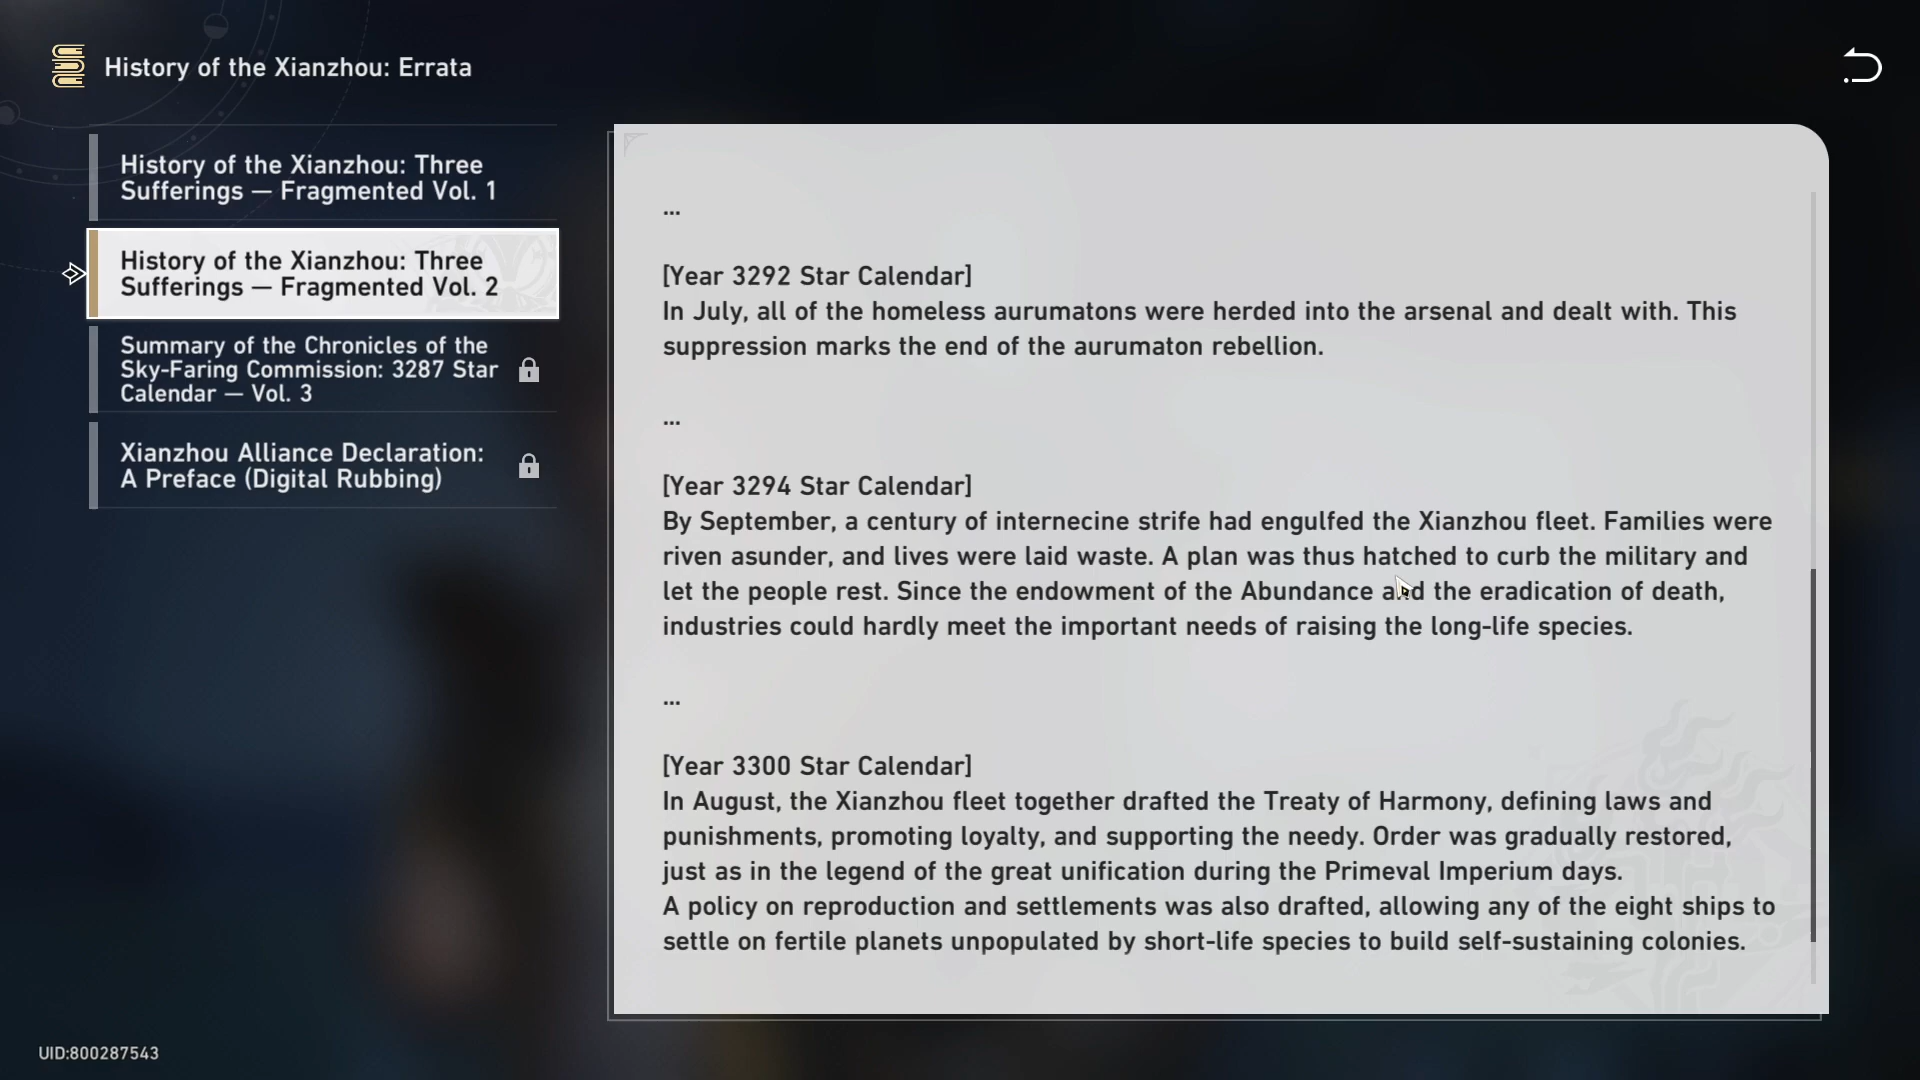 History of the Xianzhou: Errata
History of the Xianzhou: Three
Sufferings — Fragmented Vol. 1
History of the Xianzhou: Three
Sufferings — Fragmented Vol. 2
Summary of the Chronicles of the
Sky-Faring Commission: 3287 Star
Calendar — Vol. 3
Xianzhou Alliance Declaration:
A Preface (Digital Rubbing)
...
[Year 3292 Star Calendar]
In July, all of the homeless aurumatons were herded into the arsenal and dealt with. This
suppression marks the end of the aurumaton rebellion.
...
[Year 3294 Star Calendar]
By September, a century of internecine strife had engulfed the Xianzhou fleet. Families were
riven asunder, and lives were laid waste. A plan was thus hatched to curb the military and
let the people rest. Since the endowment of the Abundance and the eradication of death,
industries could hardly meet the important needs of raising the long-life species.
...
[Year 3300 Star Calendar]
In August, the Xianzhou fleet together drafted the Treaty of Harmony, defining laws and
punishments, promoting loyalty, and supporting the needy. Order was gradually restored,
just as in the legend of the great unification during the Primeval Imperium days.
A policy on reproduction and settlements was also drafted, allowing any of the eight ships to
settle on fertile planets unpopulated by short-life species to build self-sustaining colonies.
UID:800287543